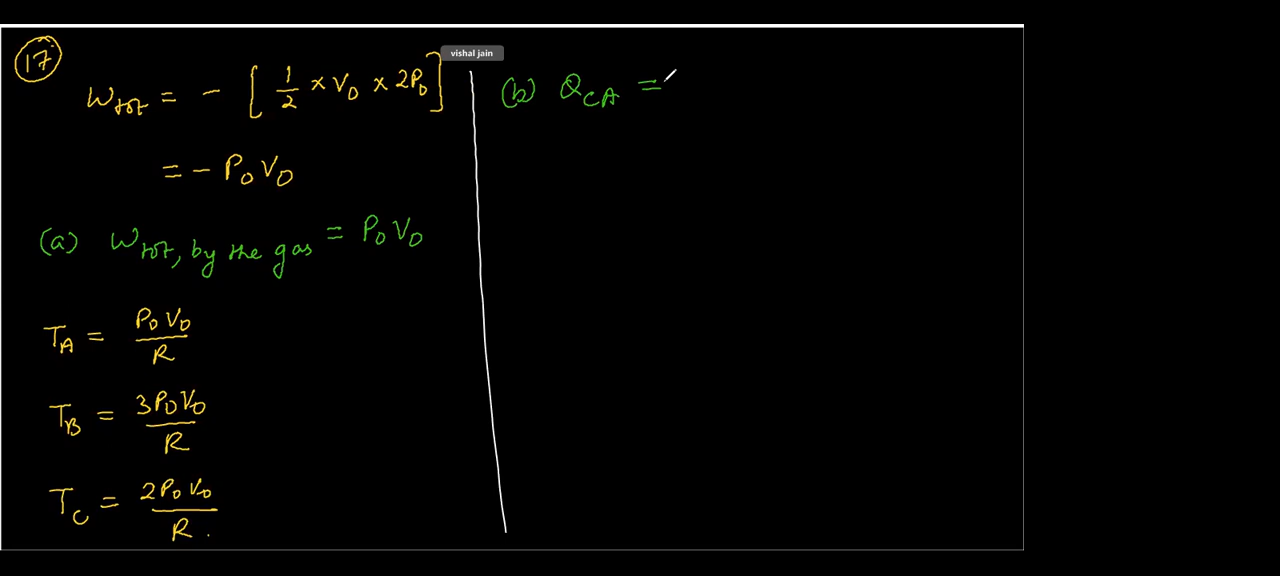 17
W_tot = - [ 1/2 × V₀ × 2P₀ ]
= - P₀V₀
(a) W_tot, by the gas = P₀V₀
T_A = P₀V₀/R
T_B = 3P₀V₀/R
T_C = 2P₀V₀/R.
vishal jain
(b) Q_CA =